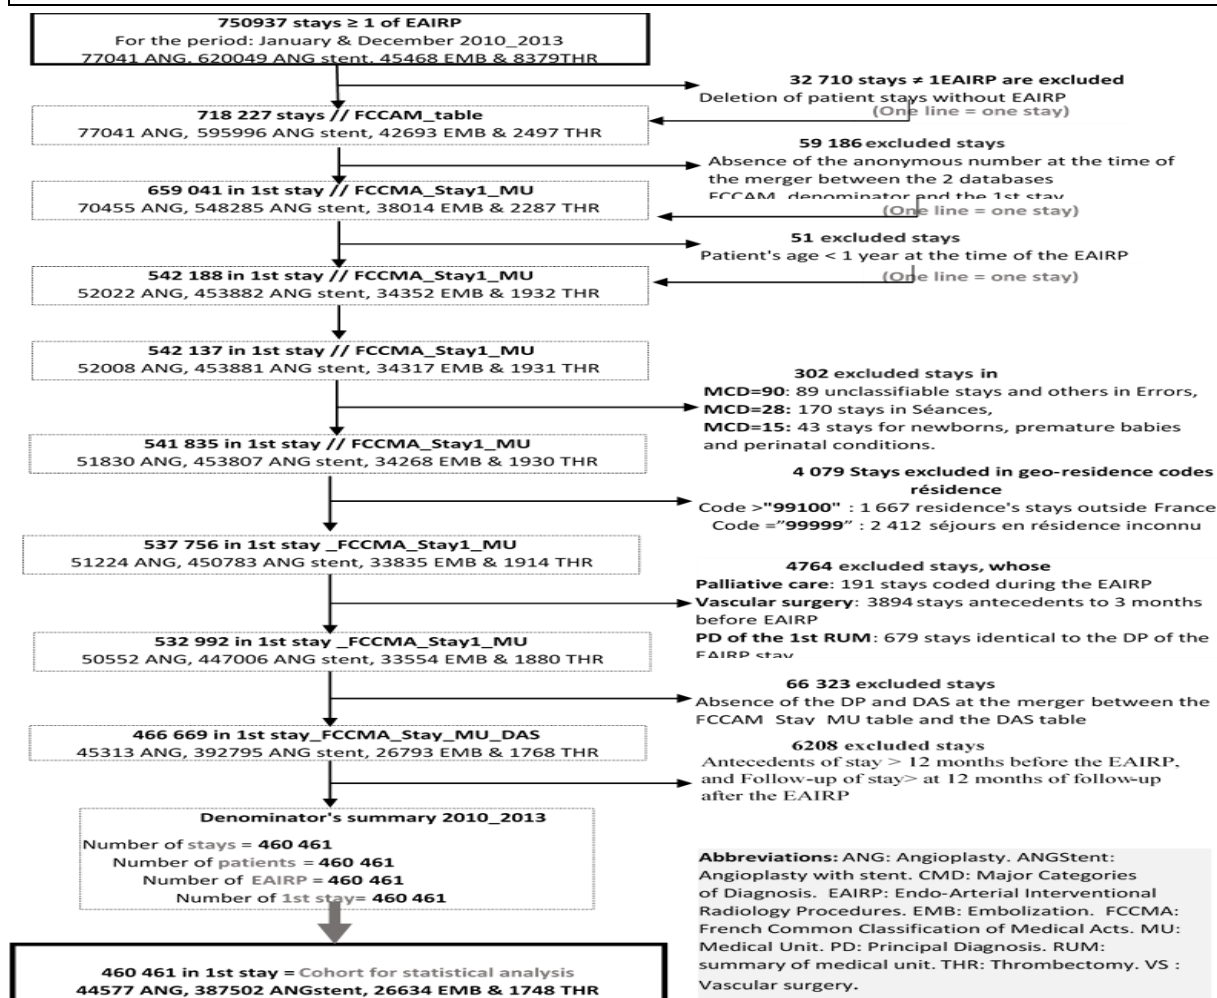 750937 stays ≥ 1 of EAIRP
For the period: January & December 2010_2013
77041 ANG, 620049 ANG stent, 45468 EMB & 8379THR
32 710 stays ≠ 1EAIRP are excluded
Deletion of patient stays without EAIRP
(One line = one stay)
718 227 stays // FCCAM_table
77041 ANG, 595996 ANG stent, 42693 EMB & 2497 THR
59 186 excluded stays
Absence of the anonymous number at the time of
the merger between the 2 databases
FCCAM_denominator and the 1st stay
(One line = one stay)
659 041 in 1st stay // FCCMA_Stay1_MU
70455 ANG, 548285 ANG stent, 38014 EMB & 2287 THR
51 excluded stays
Patient's age < 1 year at the time of the EAIRP
(One line = one stay)
542 188 in 1st stay // FCCMA_Stay1_MU
52022 ANG, 453882 ANG stent, 34352 EMB & 1932 THR
542 137 in 1st stay // FCCMA_Stay1_MU
52008 ANG, 453881 ANG stent, 34317 EMB & 1931 THR
302 excluded stays in
MCD=90: 89 unclassifiable stays and others in Errors,
MCD=28: 170 stays in Séances,
MCD=15: 43 stays for newborns, premature babies
and perinatal conditions.
541 835 in 1st stay // FCCMA_Stay1_MU
51830 ANG, 453807 ANG stent, 34268 EMB & 1930 THR
4 079 Stays excluded in geo-residence codes
résidence
Code >"99100" : 1 667 residence's stays outside France
Code ="99999" : 2 412 séjours en résidence inconnu
537 756 in 1st stay _FCCMA_Stay1_MU
51224 ANG, 450783 ANG stent, 33835 EMB & 1914 THR
4764 excluded stays, whose
Palliative care: 191 stays coded during the EAIRP
Vascular surgery: 3894 stays antecedents to 3 months
before EAIRP
PD of the 1st RUM: 679 stays identical to the DP of the
EAIRP stay
532 992 in 1st stay _FCCMA_Stay1_MU
50552 ANG, 447006 ANG stent, 33554 EMB & 1880 THR
66 323 excluded stays
Absence of the DP and DAS at the merger between the
FCCAM_Stay_MU table and the DAS table
466 669 in 1st stay_FCCMA_Stay_MU_DAS
45313 ANG, 392795 ANG stent, 26793 EMB & 1768 THR
6208 excluded stays
Antecedents of stay > 12 months before the EAIRP,
and Follow-up of stay> at 12 months of follow-up
after the EAIRP
Denominator's summary 2010_2013
Number of stays = 460 461
Number of patients = 460 461
Number of EAIRP = 460 461
Number of 1st stay= 460 461
460 461 in 1st stay = Cohort for statistical analysis
44577 ANG, 387502 ANGstent, 26634 EMB & 1748 THR
Abbreviations: ANG: Angioplasty. ANGStent:
Angioplasty with stent. CMD: Major Categories
of Diagnosis. EAIRP: Endo-Arterial Interventional
Radiology Procedures. EMB: Embolization. FCCMA:
French Common Classification of Medical Acts. MU:
Medical Unit. PD: Principal Diagnosis. RUM:
summary of medical unit. THR: Thrombectomy. VS :
Vascular surgery.